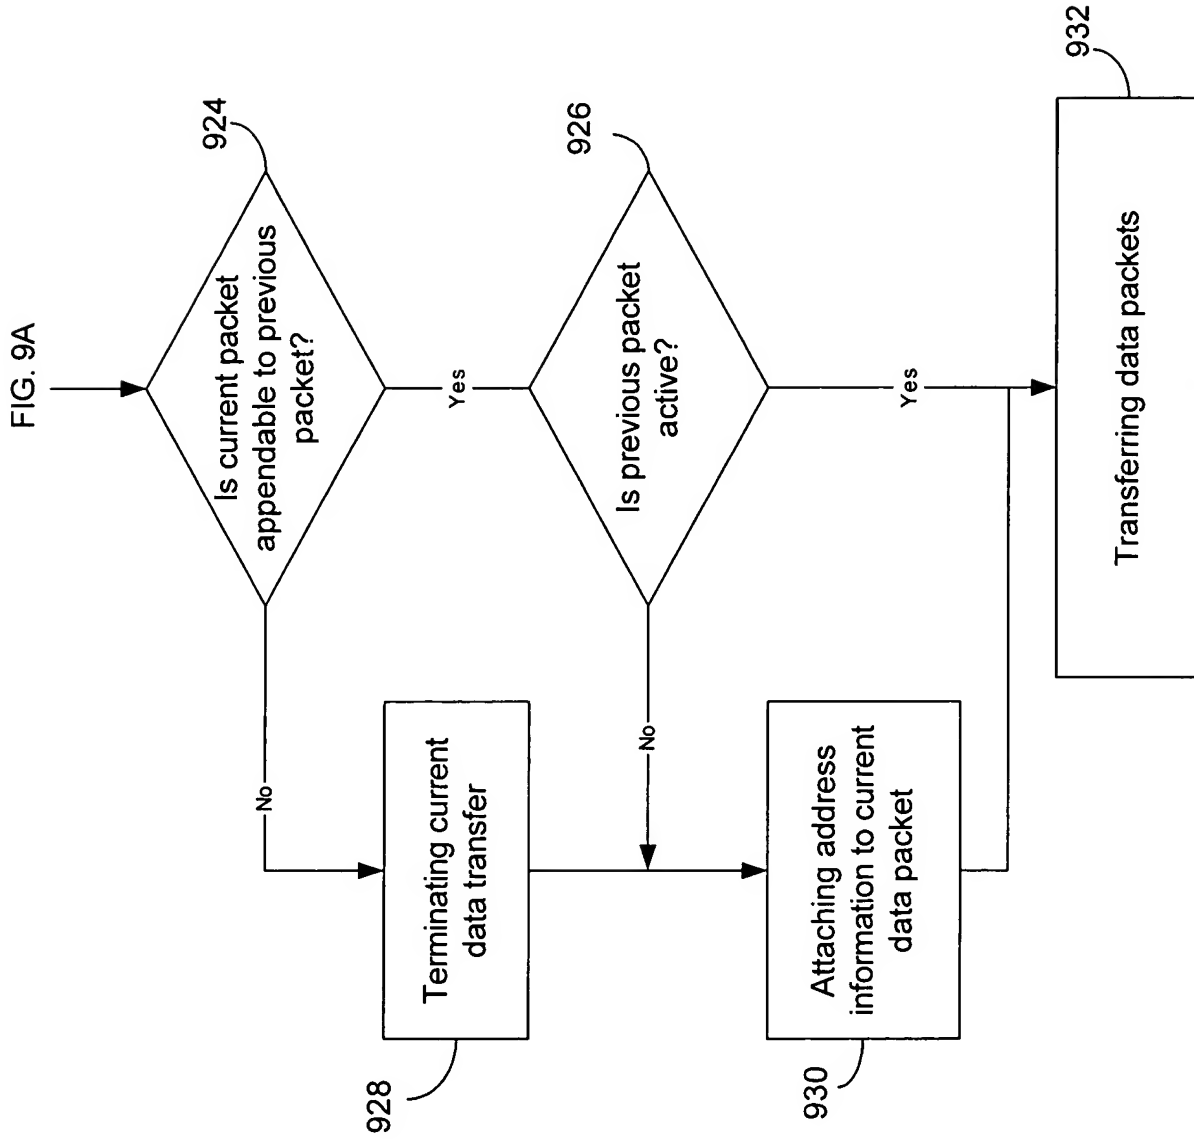 FIG. 9A
924
Is current packet
appendable to previous
packet?
No
Yes
928
Terminating current
data transfer
926
Is previous packet
active?
No
Yes
930
Attaching address
information to current
data packet
932
Transferring data packets